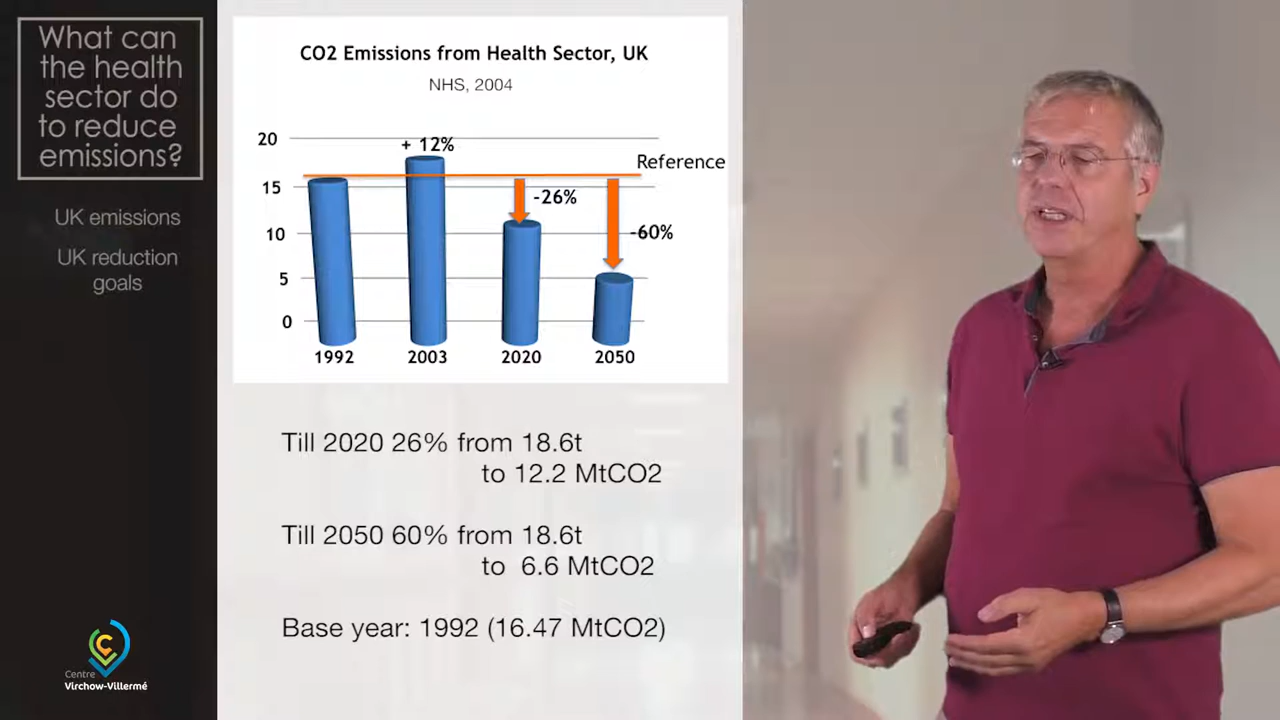 What can
the health
sector do
to reduce
emissions?
UK emissions
UK reduction
goals
Centre
Virchow-Villermé
CO2 Emissions from Health Sector, UK
NHS, 2004
20
15
10
5
0
+ 12%
Reference
-26%
-60%
1992
2003
2020
2050
Till 2020 26% from 18.6t
to 12.2 MtCO2
Till 2050 60% from 18.6t
to 6.6 MtCO2
Base year: 1992 (16.47 MtCO2)